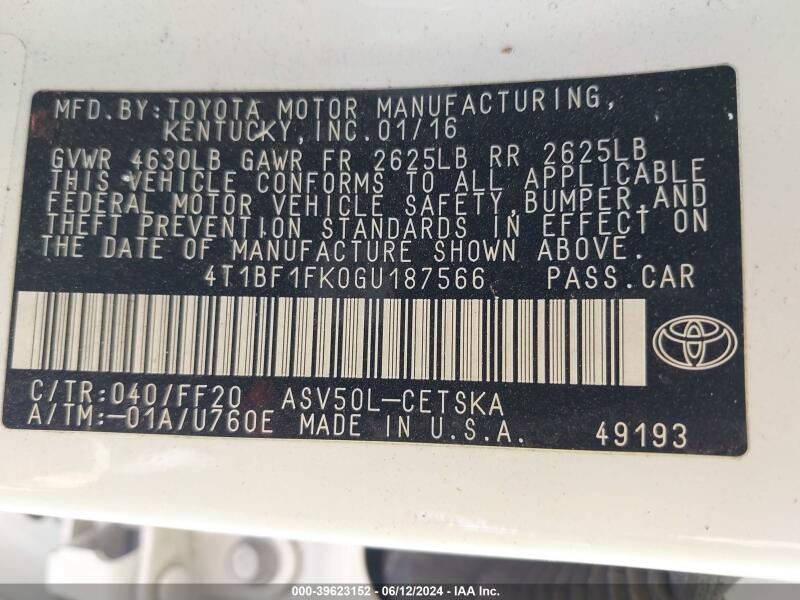 MFD.BY:TOYOTA MOTOR MANUFACTURING,
KENTUCKY,INC.01/16
GVWR 4630LB GAWR FR 2625LB RR 2625LB
THIS VEHICLE CONFORMS TO ALL APPLICABLE
FEDERAL MOTOR VEHICLE SAFETY,BUMPER,AND
THEFT PREVENTION STANDARDS IN EFFECT ON
THE DATE OF MANUFACTURE SHOWN ABOVE.
4T1BF1FK0GU187566 PASS.CAR
C/TR:040/FF20 ASV50L-CETSKA
A/TM:-01A/U760E MADE IN U.S.A. 49193
000-39623152 - 06/12/2024 - IAA Inc.